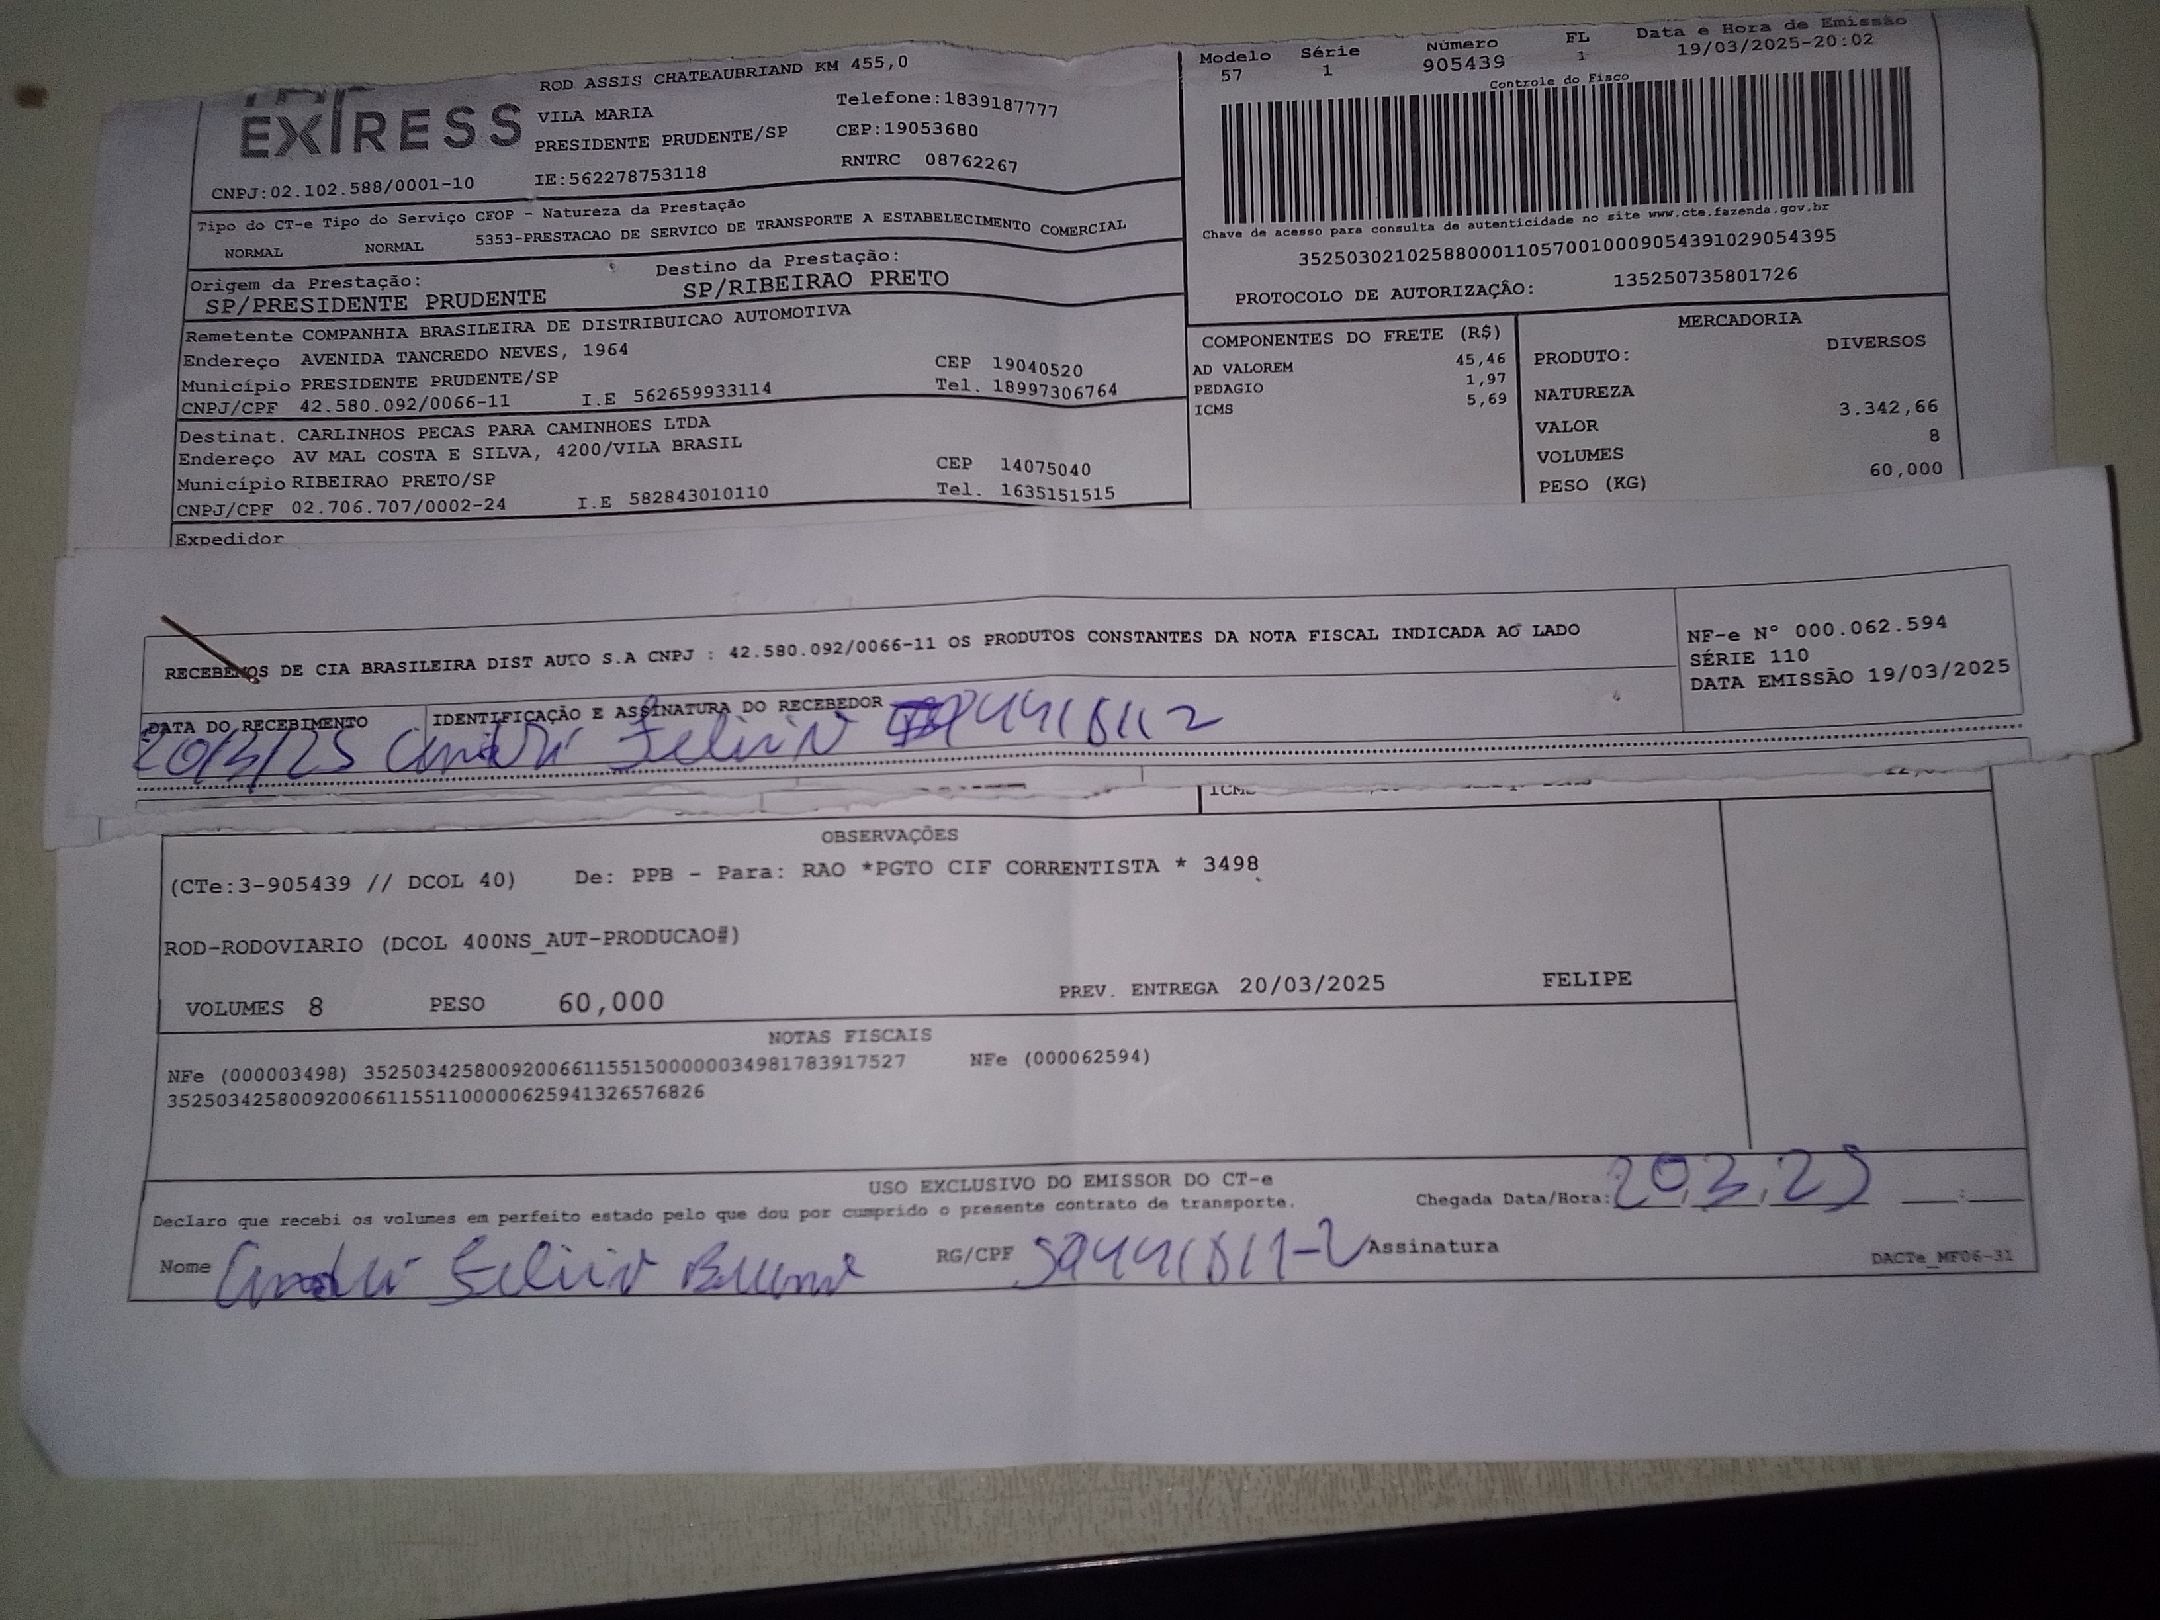 ROD ASSIS CHATEAUBRIAND KM 455,0
EXPRESS
VILA MARIA Telefone:1839187777
PRESIDENTE PRUDENTE/SP CEP:19053680
CNPJ:02.102.588/0001-10 IE:562278753118 RNTRC 08762267
Modelo Série Número FL Data e Hora de Emissão
57 1 905439 1 19/03/2025-20:02
Controle do Fisco
Chave de acesso para consulta de autenticidade no site www.cte.fazenda.gov.br
35250302102588000110570010009054391029054395
PROTOCOLO DE AUTORIZAÇÃO: 135250735801726
Tipo do CT-e Tipo do Serviço CFOP - Natureza da Prestação
NORMAL NORMAL 5353-PRESTACAO DE SERVICO DE TRANSPORTE A ESTABELECIMENTO COMERCIAL
Origem da Prestação: Destino da Prestação:
SP/PRESIDENTE PRUDENTE SP/RIBEIRAO PRETO
Remetente COMPANHIA BRASILEIRA DE DISTRIBUICAO AUTOMOTIVA
Endereço AVENIDA TANCREDO NEVES, 1964 CEP 19040520
Município PRESIDENTE PRUDENTE/SP Tel. 18997306764
CNPJ/CPF 42.580.092/0066-11 I.E 562659933114
Destinat. CARLINHOS PECAS PARA CAMINHOES LTDA
Endereço AV MAL COSTA E SILVA, 4200/VILA BRASIL CEP 14075040
Município RIBEIRAO PRETO/SP Tel. 1635151515
CNPJ/CPF 02.706.707/0002-24 I.E 582843010110
Expedidor
COMPONENTES DO FRETE (R$)
AD VALOREM 45,46
PEDAGIO 1,97
ICMS 5,69
MERCADORIA
PRODUTO: DIVERSOS
NATUREZA
VALOR 3.342,66
VOLUMES 8
PESO (KG) 60,000
RECEBEMOS DE CIA BRASILEIRA DIST AUTO S.A CNPJ : 42.580.092/0066-11 OS PRODUTOS CONSTANTES DA NOTA FISCAL INDICADA AO LADO
NF-e N° 000.062.594
SÉRIE 110
DATA EMISSÃO 19/03/2025
DATA DO RECEBIMENTO IDENTIFICAÇÃO E ASSINATURA DO RECEBEDOR
20/3/25
ICMS
OBSERVAÇÕES
(CTe:3-905439 // DCOL 40) De: PPB - Para: RAO *PGTO CIF CORRENTISTA * 3498
ROD-RODOVIARIO (DCOL 400NS_AUT-PRODUCAO#)
VOLUMES 8 PESO 60,000 PREV. ENTREGA 20/03/2025 FELIPE
NOTAS FISCAIS
NFe (000003498) 35250342580092006611551500000034981783917527 NFe (000062594)
35250342580092006611551100000625941326576826
USO EXCLUSIVO DO EMISSOR DO CT-e
Declaro que recebi os volumes em perfeito estado pelo que dou por cumprido o presente contrato de transporte. Chegada Data/Hora: 20,3,25 :
Nome RG/CPF Assinatura
DACTe_MF06-31